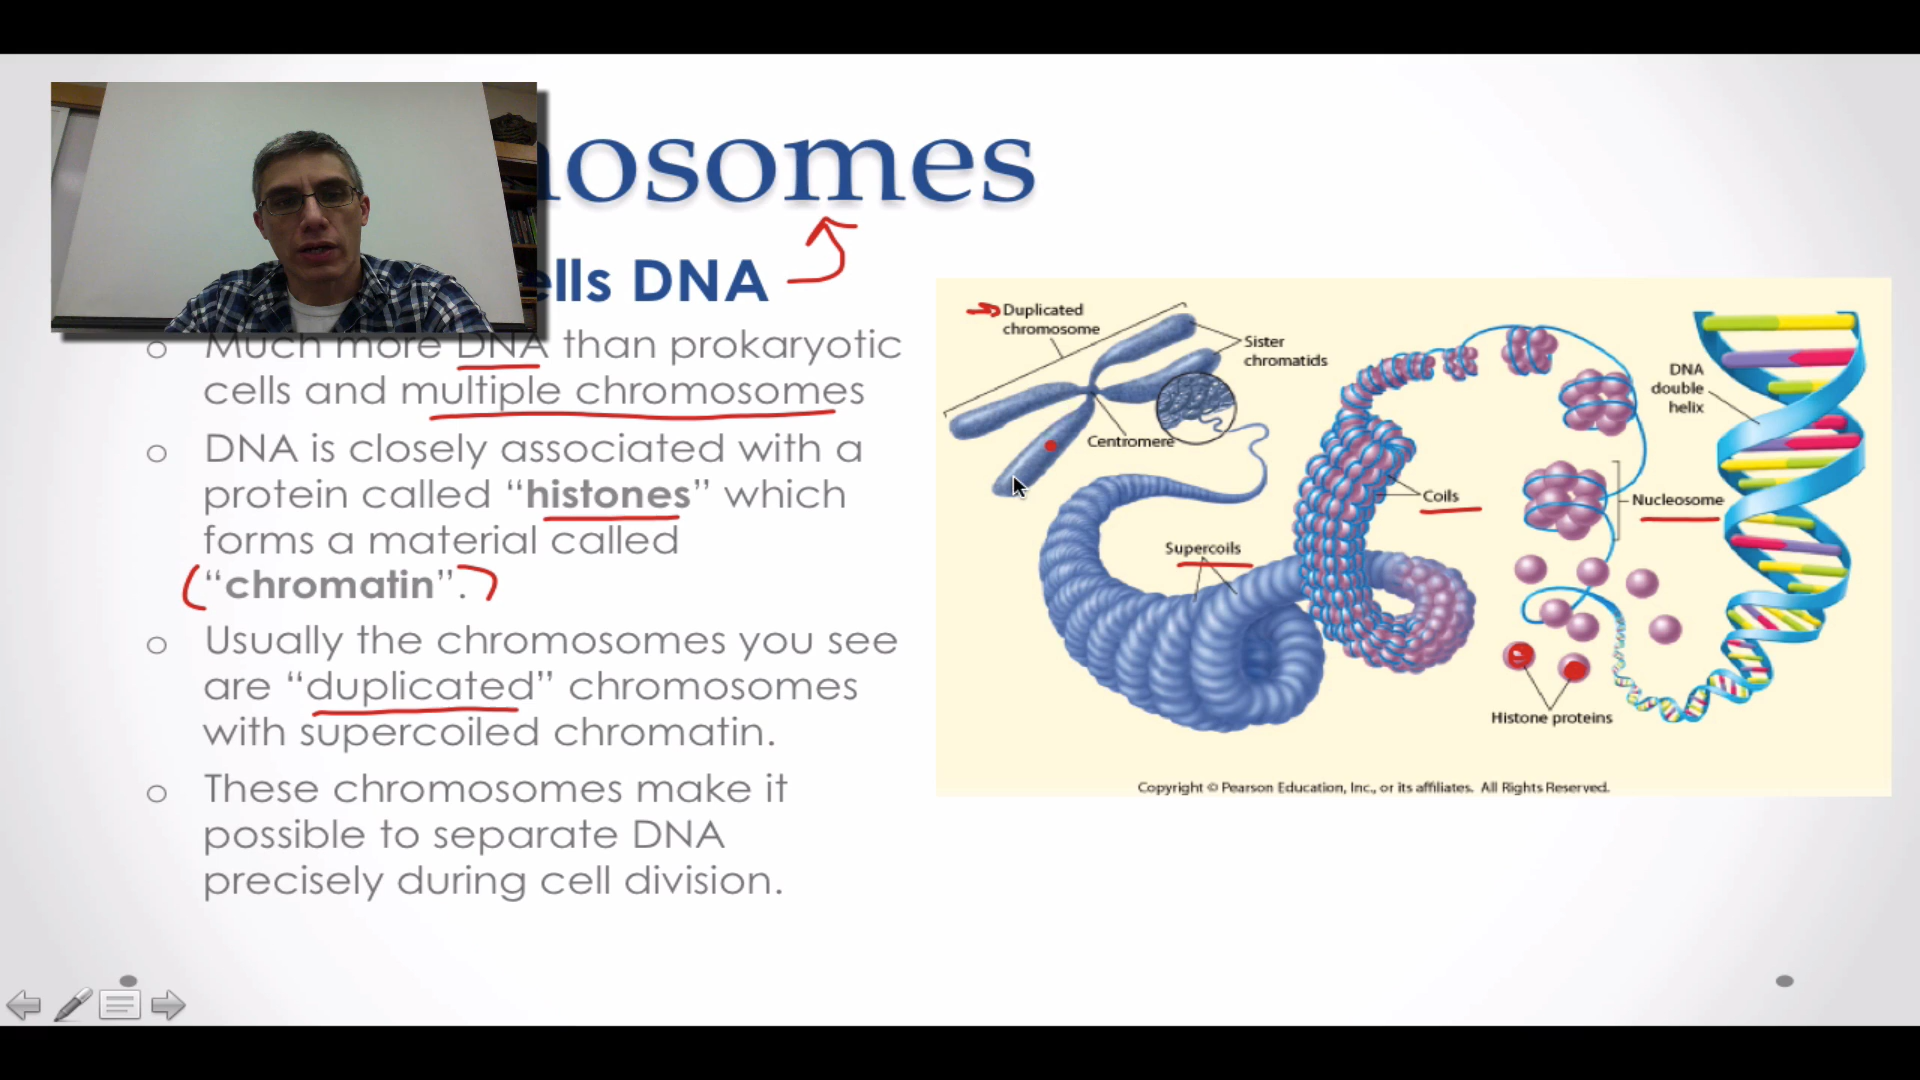 osomes
ells DNA
Much more DNA than prokaryotic
cells and multiple chromosomes
DNA is closely associated with a
protein called “histones” which
forms a material called
“chromatin”.
Usually the chromosomes you see
are “duplicated” chromosomes
with supercoiled chromatin.
These chromosomes make it
possible to separate DNA
precisely during cell division.
Duplicated
chromosome
Sister
chromatids
Centromere
Supercoils
Coils
Nucleosome
DNA
double
helix
Histone proteins
Copyright © Pearson Education, Inc., or its affiliates. All Rights Reserved.